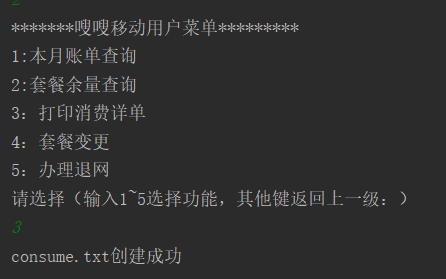 2
*******嗖嗖移动用户菜单*********
1:本月账单查询
2:套餐余量查询
3: 打印消费详单
4: 套餐变更
5: 办理退网
请选择（输入1~5选择功能, 其他键返回上一级: ）
3
consume.txt创建成功